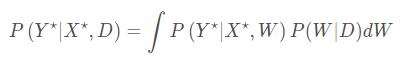 P (Y*|X*, D) = ∫ P (Y*|X*, W) P(W|D)dW